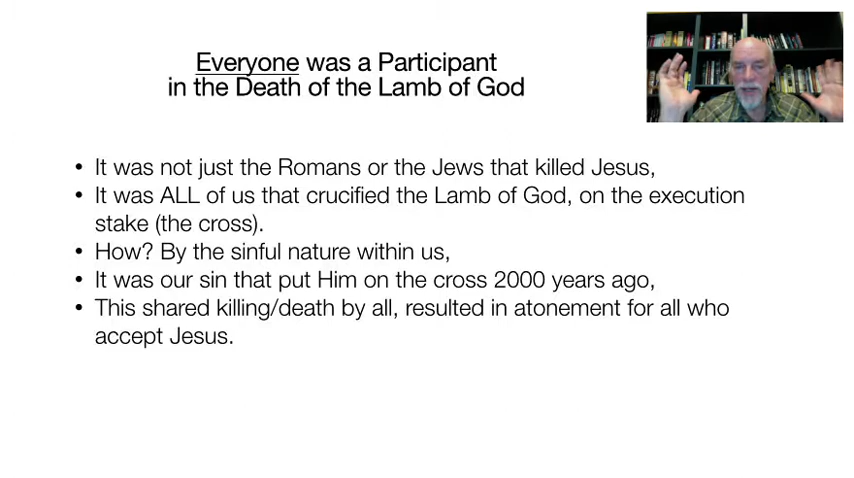 Everyone was a Participant
in the Death of the Lamb of God
• It was not just the Romans or the Jews that killed Jesus,
• It was ALL of us that crucified the Lamb of God, on the execution
stake (the cross).
• How? By the sinful nature within us,
• It was our sin that put Him on the cross 2000 years ago,
• This shared killing/death by all, resulted in atonement for all who
accept Jesus.